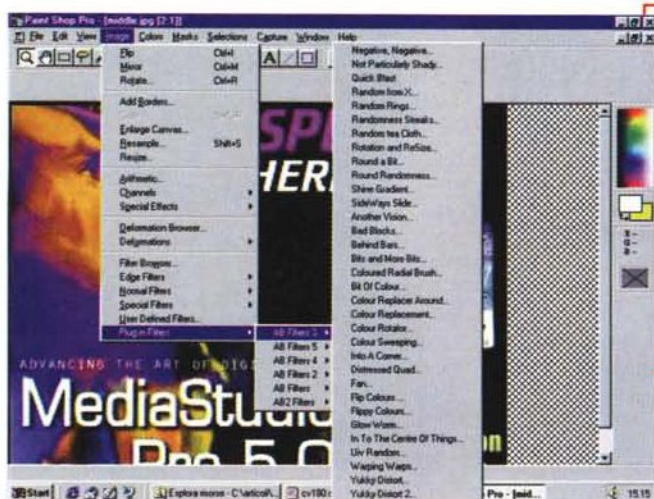 Paint Shop Pro - [middle.jpg [2:1]]
File Edit View Image Colors Masks Selections Capture Window Help
Flip Ctrl+I
Mirror Ctrl+M
Rotate... Ctrl+R
Add Borders...
Enlarge Canvas...
Resample... Shift+S
Resize...
Arithmetic...
Channels
Special Effects
Deformation Browser...
Deformations
Filter Browser...
Edge Filters
Normal Filters
Special Filters
User Defined Filters...
Plug-in Filters
AB Filters 3
AB Filters 5
AB Filters 4
AB Filters 2
AB Filters
AB2 Filters
Negative, Negative...
Not Particularly Shady...
Quick Blast
Random from X...
Random Rings...
Randomness Streaks...
Random tea Cloth...
Rotation and ReSize...
Round a Bit...
Round Randomness...
Shine Gradient...
SideWays Slide...
Another Vision...
Bad Blocks...
Behind Bars...
Bits and More Bits...
Coloured Radial Brush...
Bit Of Colour...
Colour Replacer Around...
Colour Replacement...
Colour Rotator...
Colour Sweeping...
Into A Corner...
Distressed Quad...
Fan...
Flip Colours...
Flippy Colours...
Glow Worm...
In To The Centre Of Things...
Uiv Random...
Warping Warps...
Yukky Distort...
Yukky Distort 2...
A
SP
HERE
ADVANCING THE ART OF DIGI
MediaStudio
Pro 5.0
n
R -
G -
B -
Start Esplora risorse - C:\articoli\... cv180 Pro - [mid... 15.15